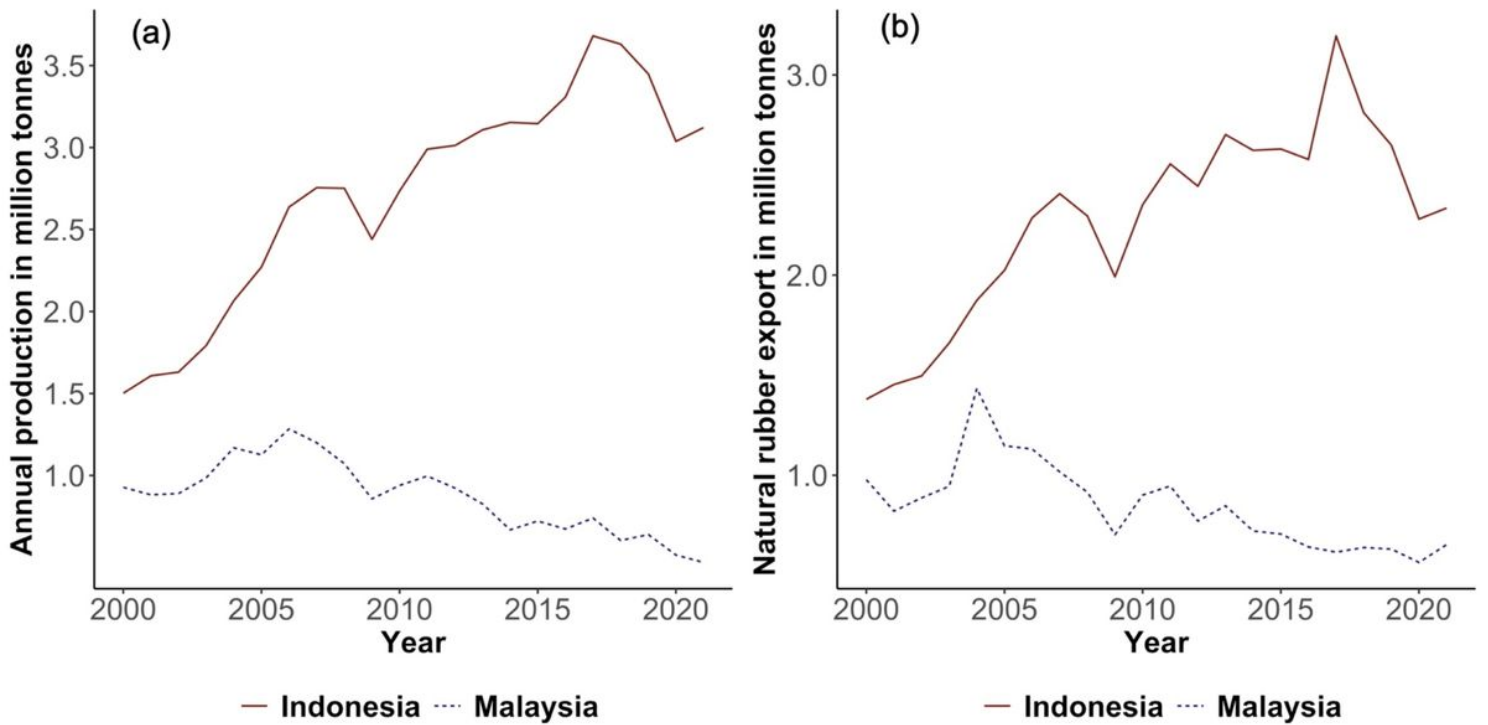 (a)
Annual production in million tonnes
3.5
3.0
2.5
2.0
1.5
1.0
2000 2005 2010 2015 2020
Year
Indonesia Malaysia
(b)
Natural rubber export in million tonnes
3.0
2.0
1.0
2000 2005 2010 2015 2020
Year
Indonesia Malaysia